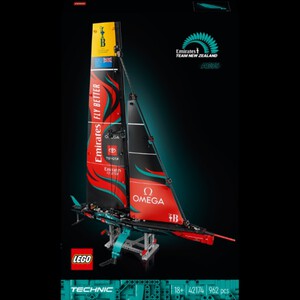 Emirates
TEAM NEW ZEALAND
Emirates FLY BETTER
OMEGA
LEGO
TECHNIC
18+
42174
962 pcs